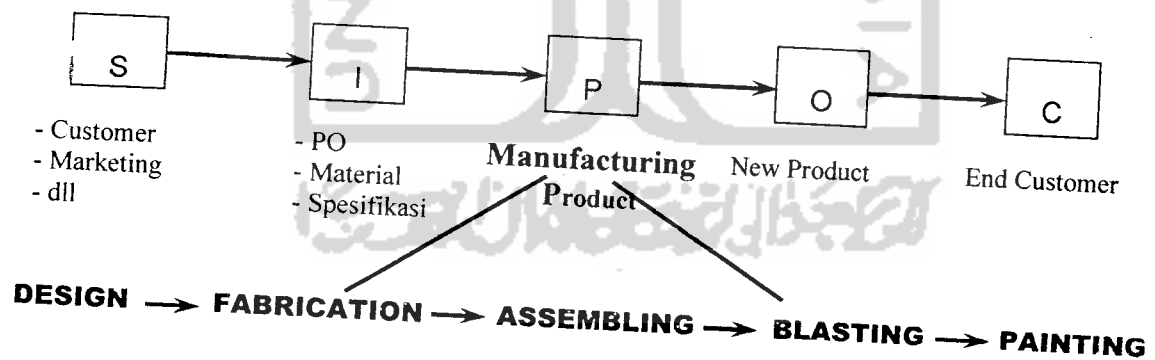 S
I
P
O
C
- Customer
- Marketing
- dll
- PO
- Material
- Spesifikasi
Manufacturing
Product
New Product
End Customer
DESIGN → FABRICATION → ASSEMBLING → BLASTING → PAINTING